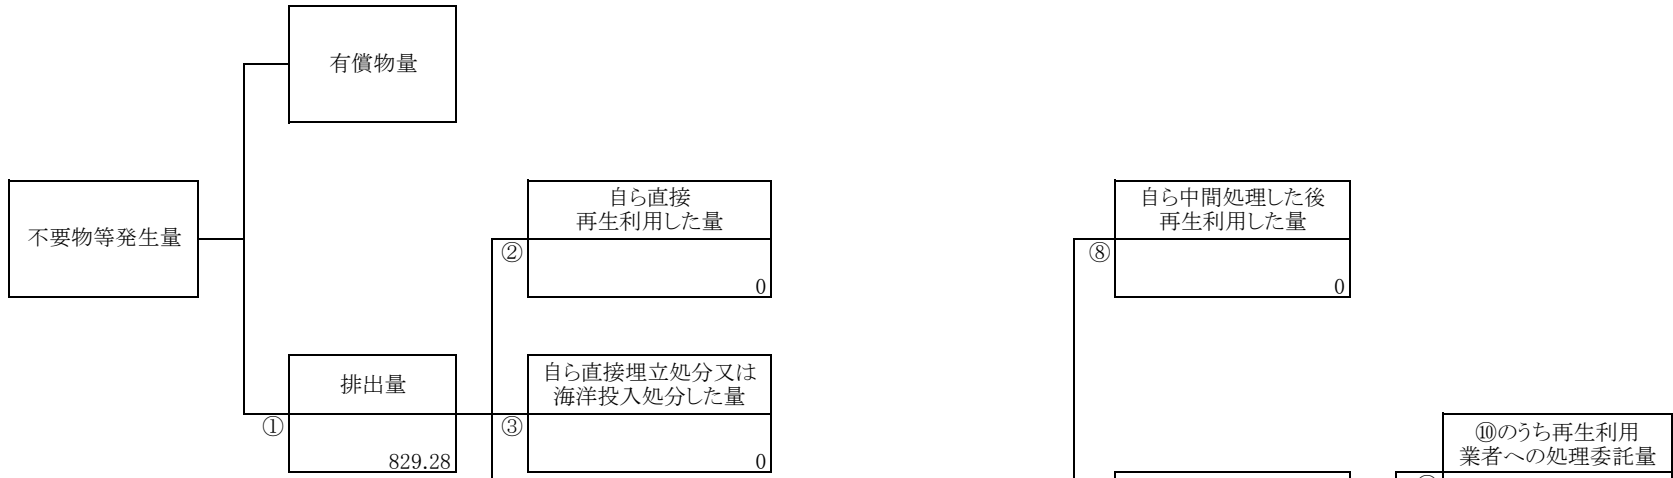 有償物量
不要物等発生量
自ら直接
再生利用した量
②
0
自ら中間処理した後
再生利用した量
⑧
0
排出量
①
829.28
自ら直接埋立処分又は
海洋投入処分した量
③
0
⑩のうち再生利用
業者への処理委託量